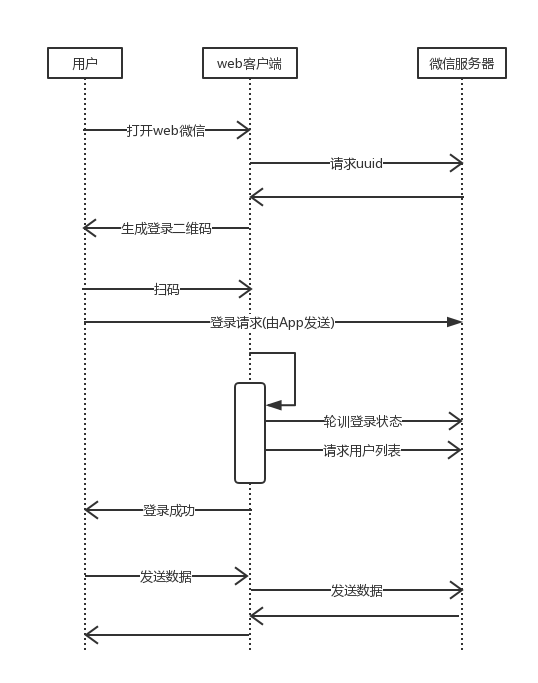 用户
web客户端
微信服务器
打开web微信
请求uuid
生成登录二维码
扫码
登录请求(由App发送)
轮训登录状态
请求用户列表
登录成功
发送数据
发送数据